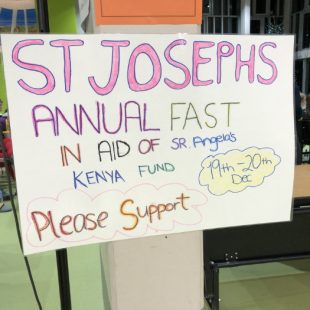 ST JOSEPHS
ANNUAL FAST
IN AID OF SR Angela's
KENYA FUND
19th - 20th
Dec
Please Support